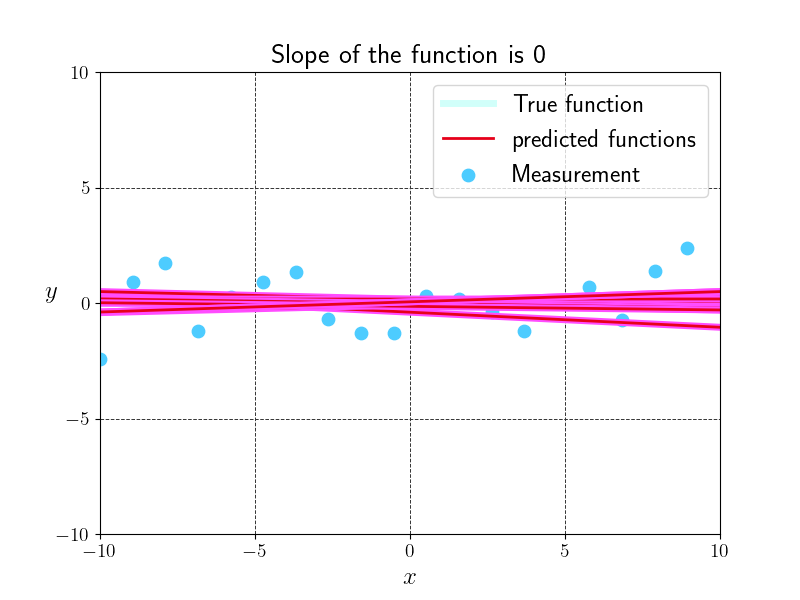 Slope of the function is 0
True function
predicted functions
Measurement
10
5
y
0
−5
−10
−10 −5 0 5 10
x